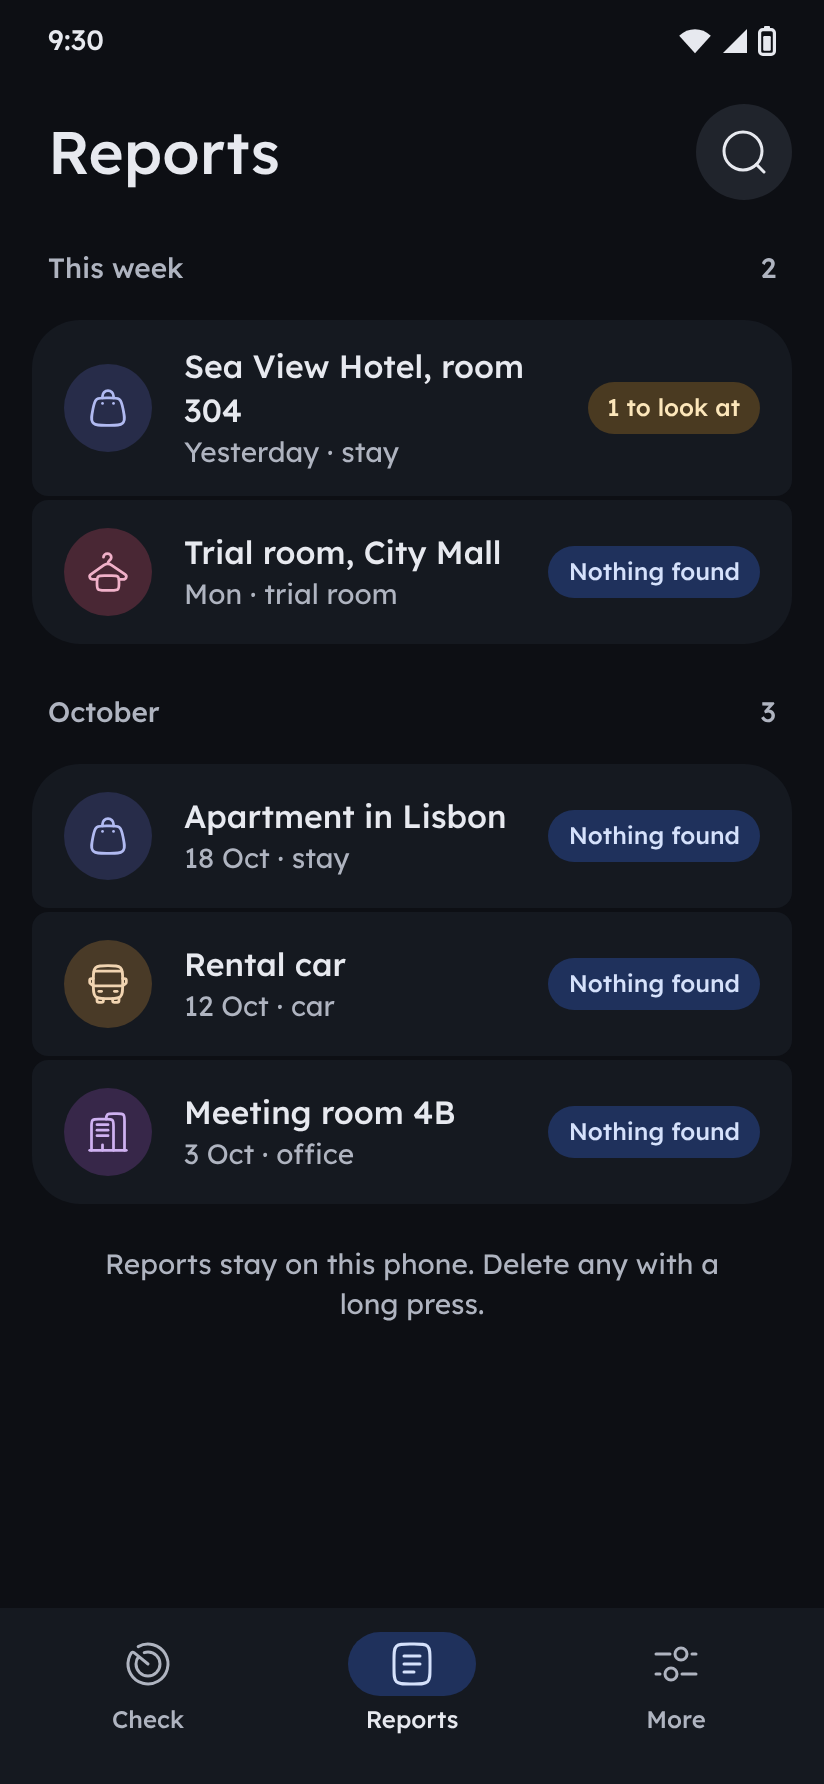 9:30
Reports
This week
2
Sea View Hotel, room
304
Yesterday · stay
1 to look at
Trial room, City Mall
Mon · trial room
Nothing found
October
3
Apartment in Lisbon
18 Oct · stay
Nothing found
Rental car
12 Oct · car
Nothing found
Meeting room 4B
3 Oct · office
Nothing found
Reports stay on this phone. Delete any with a
long press.
Check
Reports
More